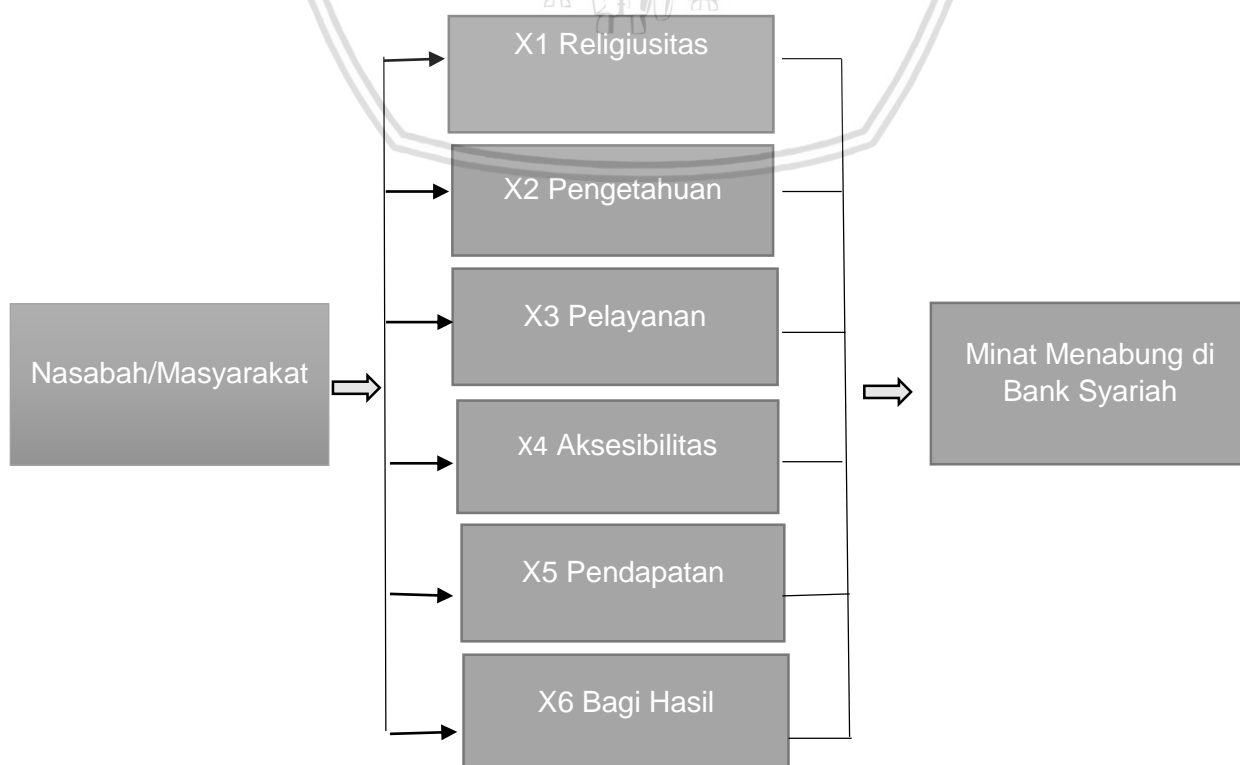 X1 Religiusitas
X2 Pengetahuan
X3 Pelayanan
Nasabah/Masyarakat
Minat Menabung di
Bank Syariah
X4 Aksesibilitas
X5 Pendapatan
X6 Bagi Hasil